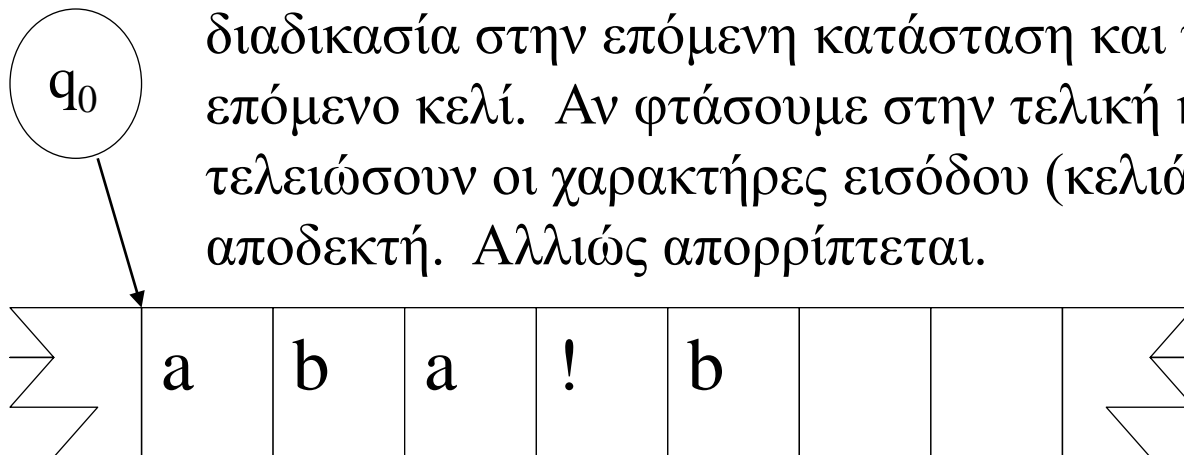 διαδικασία στην επόμενη κατάσταση και
επόμενο κελί. Αν φτάσουμε στην τελική
τελειώσουν οι χαρακτήρες εισόδου
αποδεκτή. Αλλιώς απορρίπτεται.
q0
a b a ! b